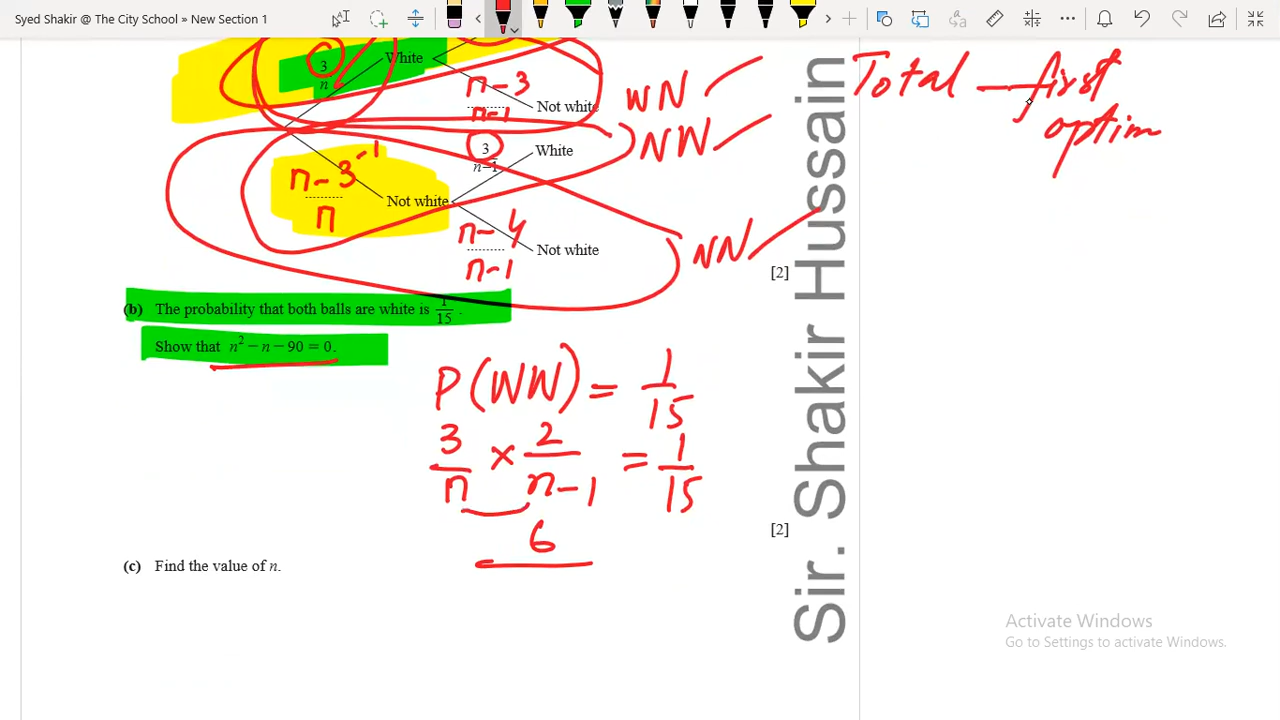 Syed Shakir @ The City School » New Section 1
3
n
White
n-3
n-1
Not white
WN
Total - first
optim
3
n-1
White
NW
n-3 -1
n
Not white
n-4
n-1
Not white
NN
[2]
(b) The probability that both balls are white is 1/15.
Show that n² – n – 90 = 0.
P(WW) = 1/15
3/n × 2/n-1 = 1/15
6
[2]
(c) Find the value of n.
Sir. Shakir Hussain
Activate Windows
Go to Settings to activate Windows.